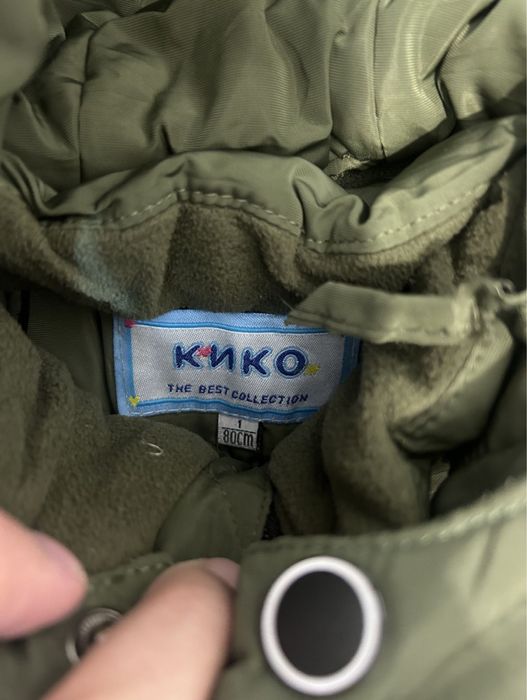 КИКО
THE BEST COLLECTION
1
80CM